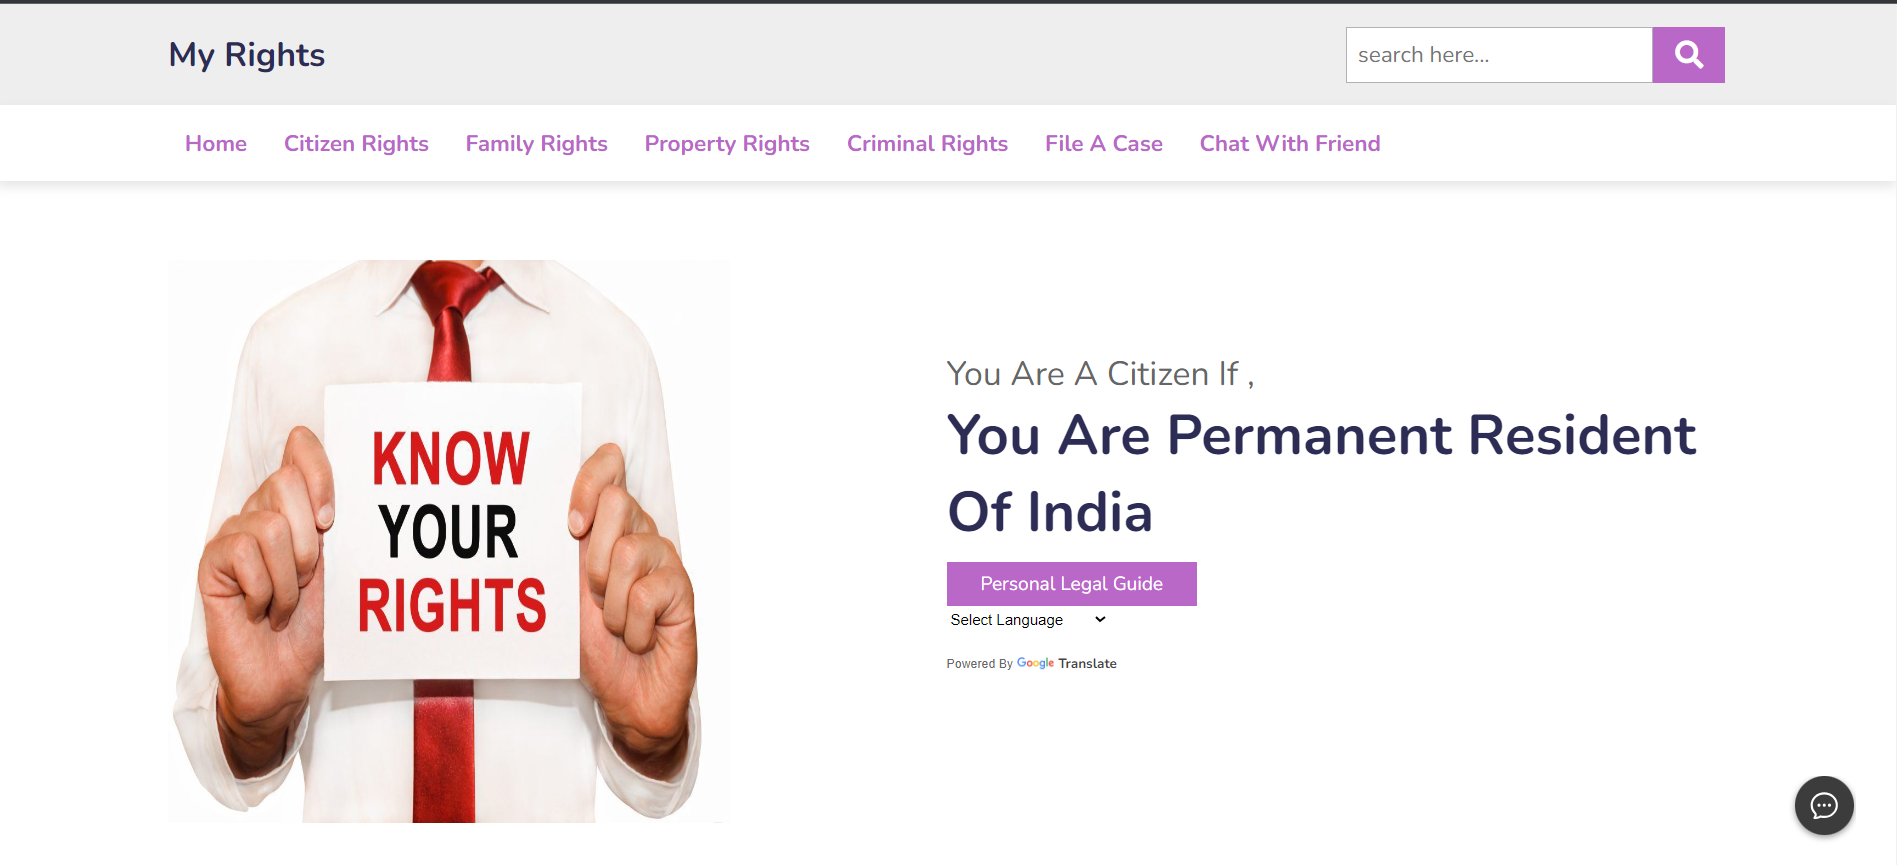 My Rights
search here...
Home Citizen Rights Family Rights Property Rights Criminal Rights File A Case Chat With Friend
KNOW
YOUR
RIGHTS
You Are A Citizen If ,
You Are Permanent Resident
Of India
Personal Legal Guide
Select Language
Powered By Google Translate